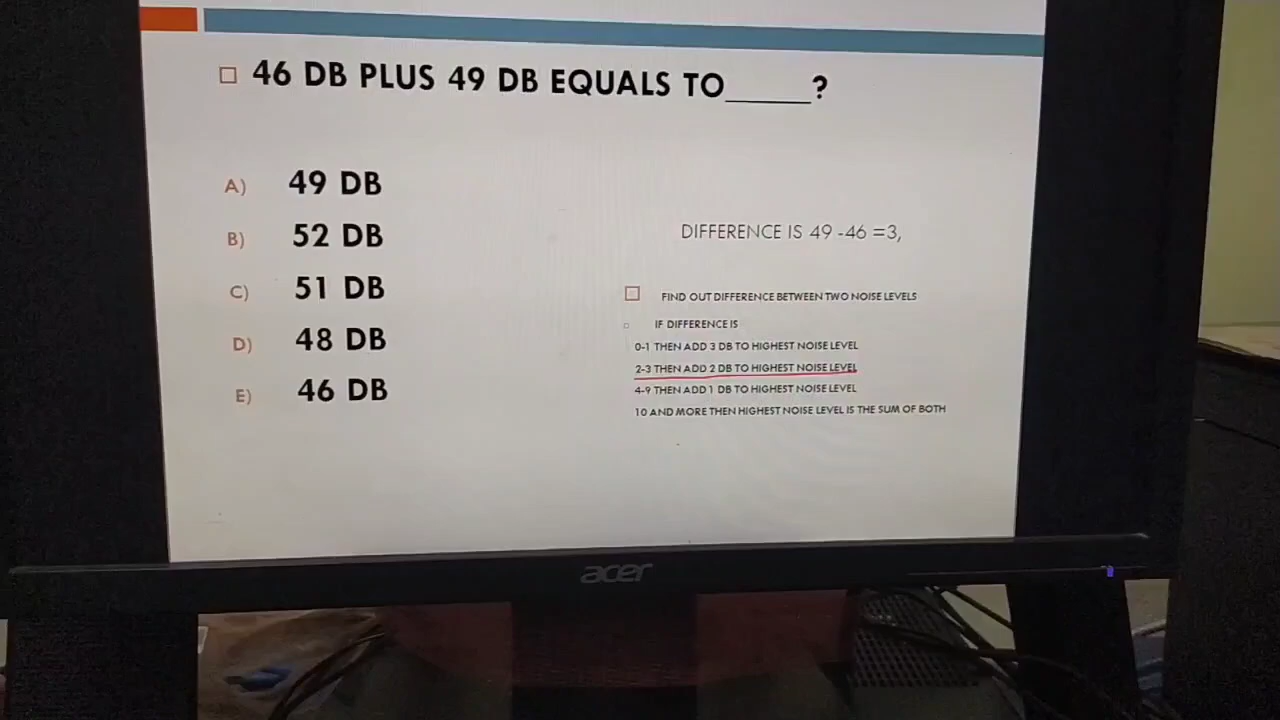 46 DB PLUS 49 DB EQUALS TO_____?
A) 49 DB
B) 52 DB
C) 51 DB
D) 48 DB
E) 46 DB
DIFFERENCE IS 49 -46 =3,
FIND OUT DIFFERENCE BETWEEN TWO NOISE LEVELS
IF DIFFERENCE IS
0-1 THEN ADD 3 DB TO HIGHEST NOISE LEVEL
2-3 THEN ADD 2 DB TO HIGHEST NOISE LEVEL
4-9 THEN ADD 1 DB TO HIGHEST NOISE LEVEL
10 AND MORE THEN HIGHEST NOISE LEVEL IS THE SUM OF BOTH
acer